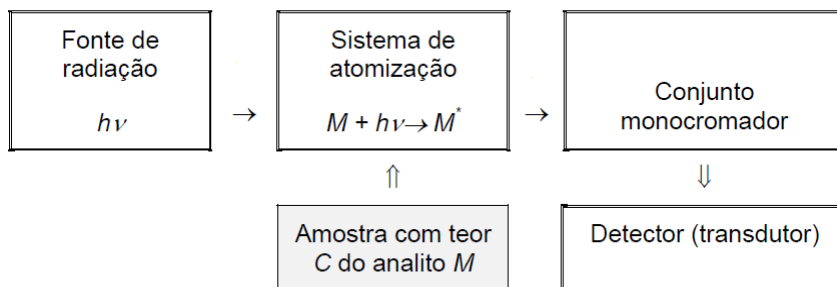 Fonte de
radiação
hν
→
Sistema de
atomização
M + hν→ M*
→
Conjunto
monocromador
⇑
⇓
Amostra com teor
C do analito M
Detector (transdutor)